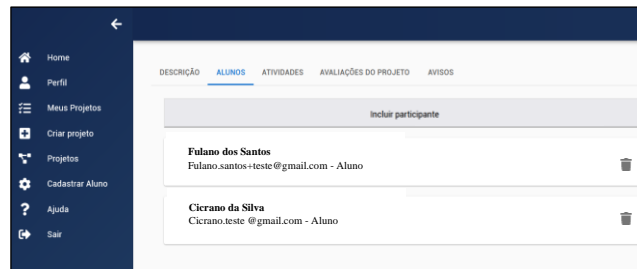 Home
Perfil
Meus Projetos
Criar projeto
Projetos
Cadastrar Aluno
Ajuda
Sair
DESCRIÇÃO ALUNOS ATIVIDADES AVALIAÇÕES DO PROJETO AVISOS
Incluir participante
Fulano dos Santos
Fulano.santos+teste@gmail.com - Aluno
Cicrano da Silva
Cicrano.teste @gmail.com - Aluno